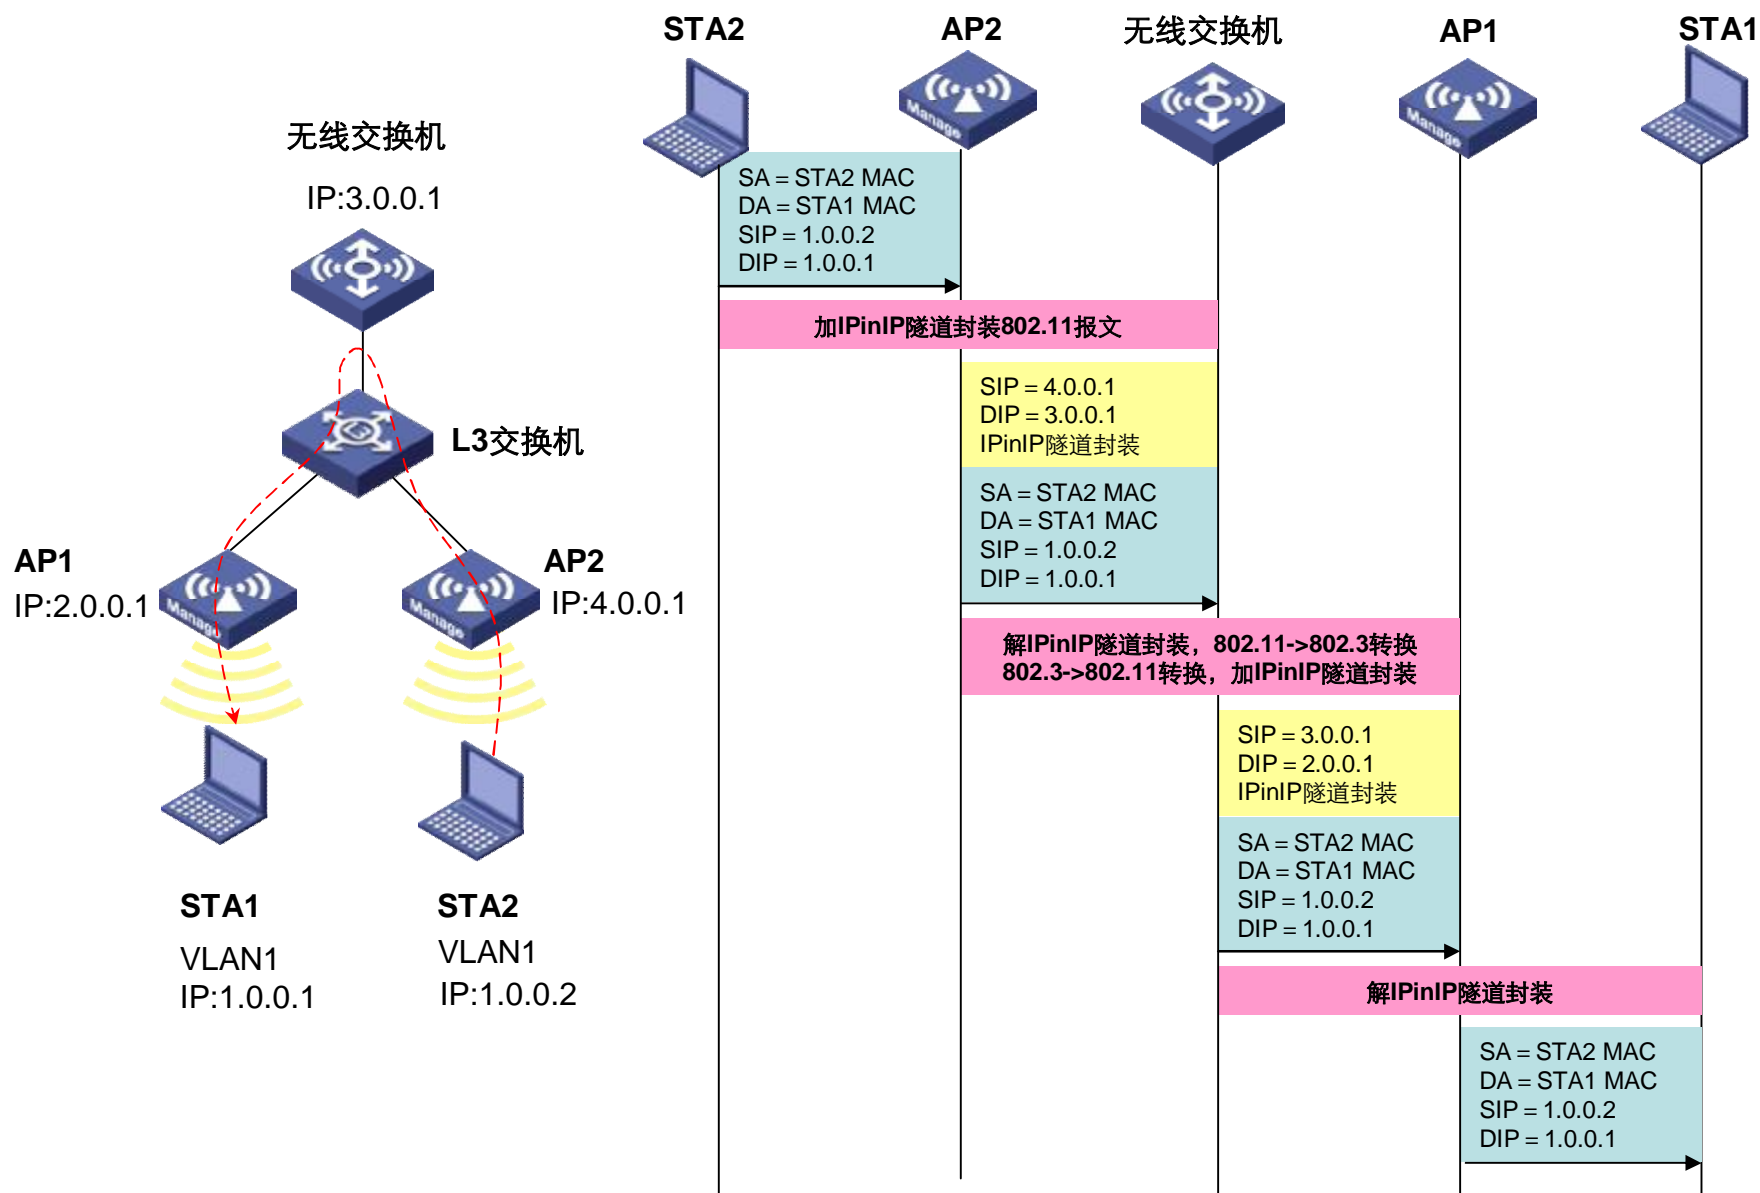 无线交换机
IP:3.0.0.1
L3交换机
AP1
IP:2.0.0.1
Manage
AP2
IP:4.0.0.1
Manage
STA1
VLAN1
IP:1.0.0.1
STA2
VLAN1
IP:1.0.0.2
STA2
AP2
无线交换机
AP1
STA1
Manage
Manage
SA=STA2 MAC
DA=STA1 MAC
SIP=1.0.0.2
DIP=1.0.0.1
加IPinIP隧道封装802.11报文
SIP=4.0.0.1
DIP=3.0.0.1
IPinIP隧道封装
SA=STA2 MAC
DA=STA1 MAC
SIP=1.0.0.2
DIP=1.0.0.1
解IPinIP隧道封装，802.11->802.3转换
802.3->802.11转换，加IPinIP隧道封装
SIP=3.0.0.1
DIP=2.0.0.1
IPinIP隧道封装
SA=STA2 MAC
DA=STA1 MAC
SIP=1.0.0.2
DIP=1.0.0.1
解IPinIP隧道封装
SA=STA2 MAC
DA=STA1 MAC
SIP=1.0.0.2
DIP=1.0.0.1